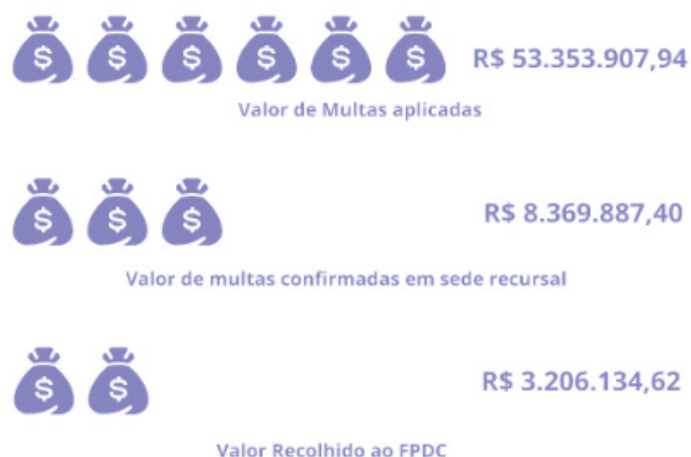 $ $ $ $ $ $ R$ 53.353.907,94
Valor de Multas aplicadas
$ $ $ R$ 8.369.887,40
Valor de multas confirmadas em sede recursal
$ $ R$ 3.206.134,62
Valor Recolhido ao FPDC